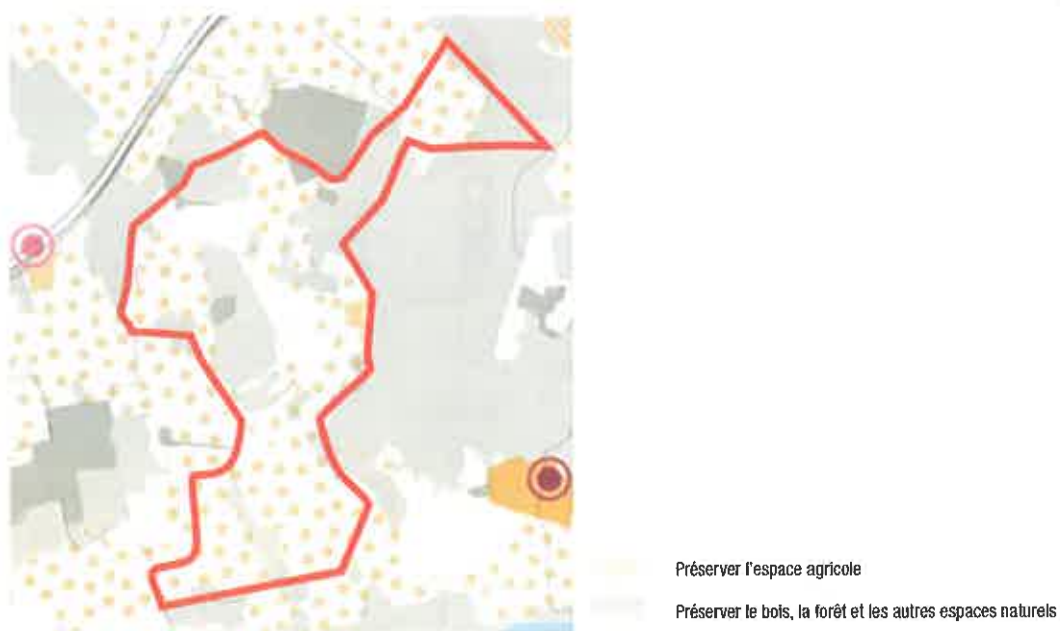 Préserver l'espace agricole
Préserver le bois, la forêt et les autres espaces naturels